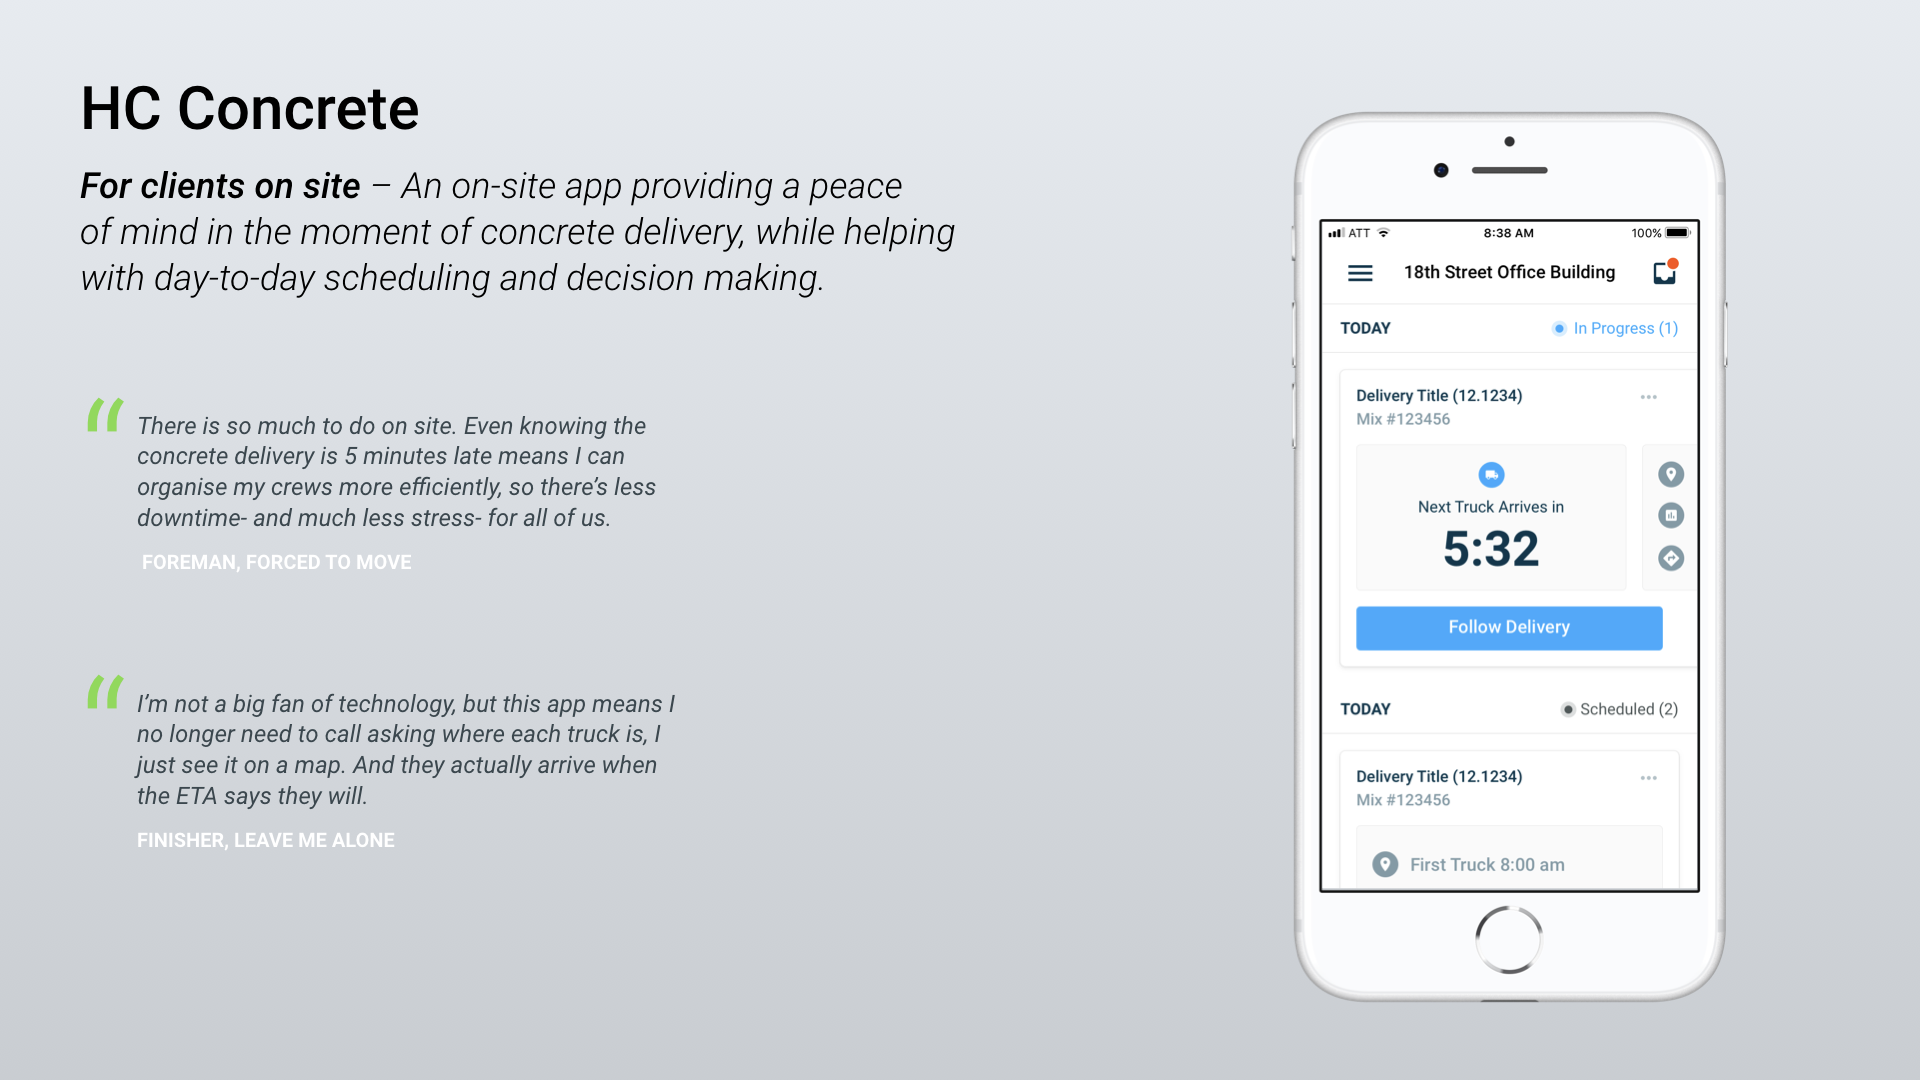 HC Concrete
For clients on site – An on-site app providing a peace
of mind in the moment of concrete delivery, while helping
with day-to-day scheduling and decision making.
“ There is so much to do on site. Even knowing the
concrete delivery is 5 minutes late means I can
organise my crews more efficiently, so there’s less
downtime- and much less stress- for all of us.
FOREMAN, FORCED TO MOVE
“ I’m not a big fan of technology, but this app means I
no longer need to call asking where each truck is, I
just see it on a map. And they actually arrive when
the ETA says they will.
FINISHER, LEAVE ME ALONE
ATT 8:38 AM 100%
18th Street Office Building
TODAY In Progress (1)
Delivery Title (12.1234)
Mix #123456
Next Truck Arrives in
5:32
Follow Delivery
TODAY Scheduled (2)
Delivery Title (12.1234)
Mix #123456
First Truck 8:00 am